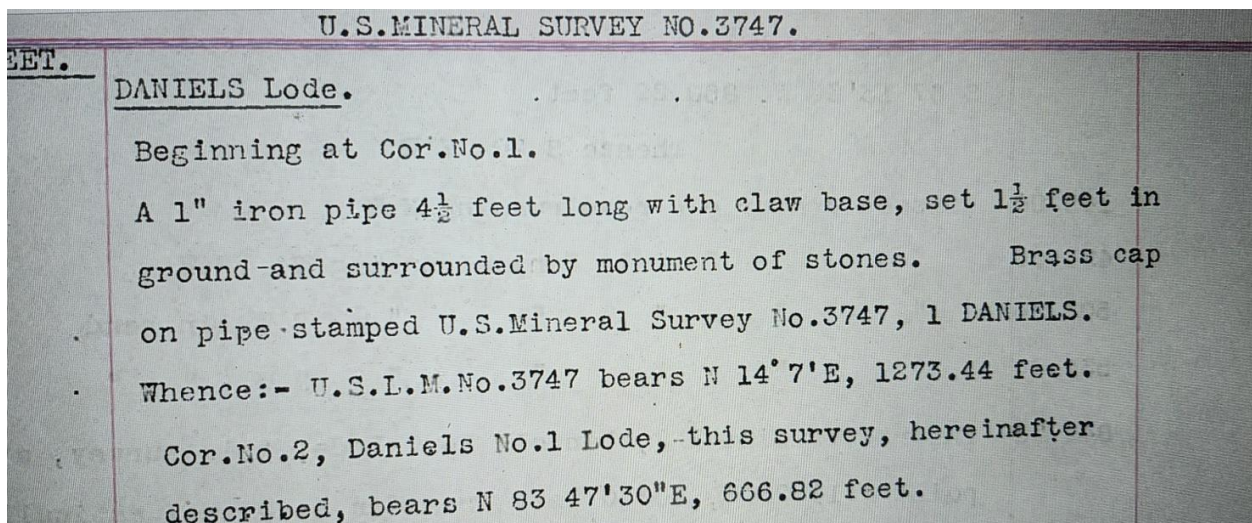 U.S.MINERAL SURVEY NO.3747.
EET.
DANIELS Lode.
Beginning at Cor.No.1.
A 1" iron pipe 4½ feet long with claw base, set 1½ feet in
ground and surrounded by monument of stones. Brass cap
on pipe stamped U.S.Mineral Survey No.3747, 1 DANIELS.
Whence:- U.S.L.M.No.3747 bears N 14°7'E, 1273.44 feet.
Cor.No.2, Daniels No.1 Lode, this survey, hereinafter
described, bears N 83 47'30"E, 666.82 feet.